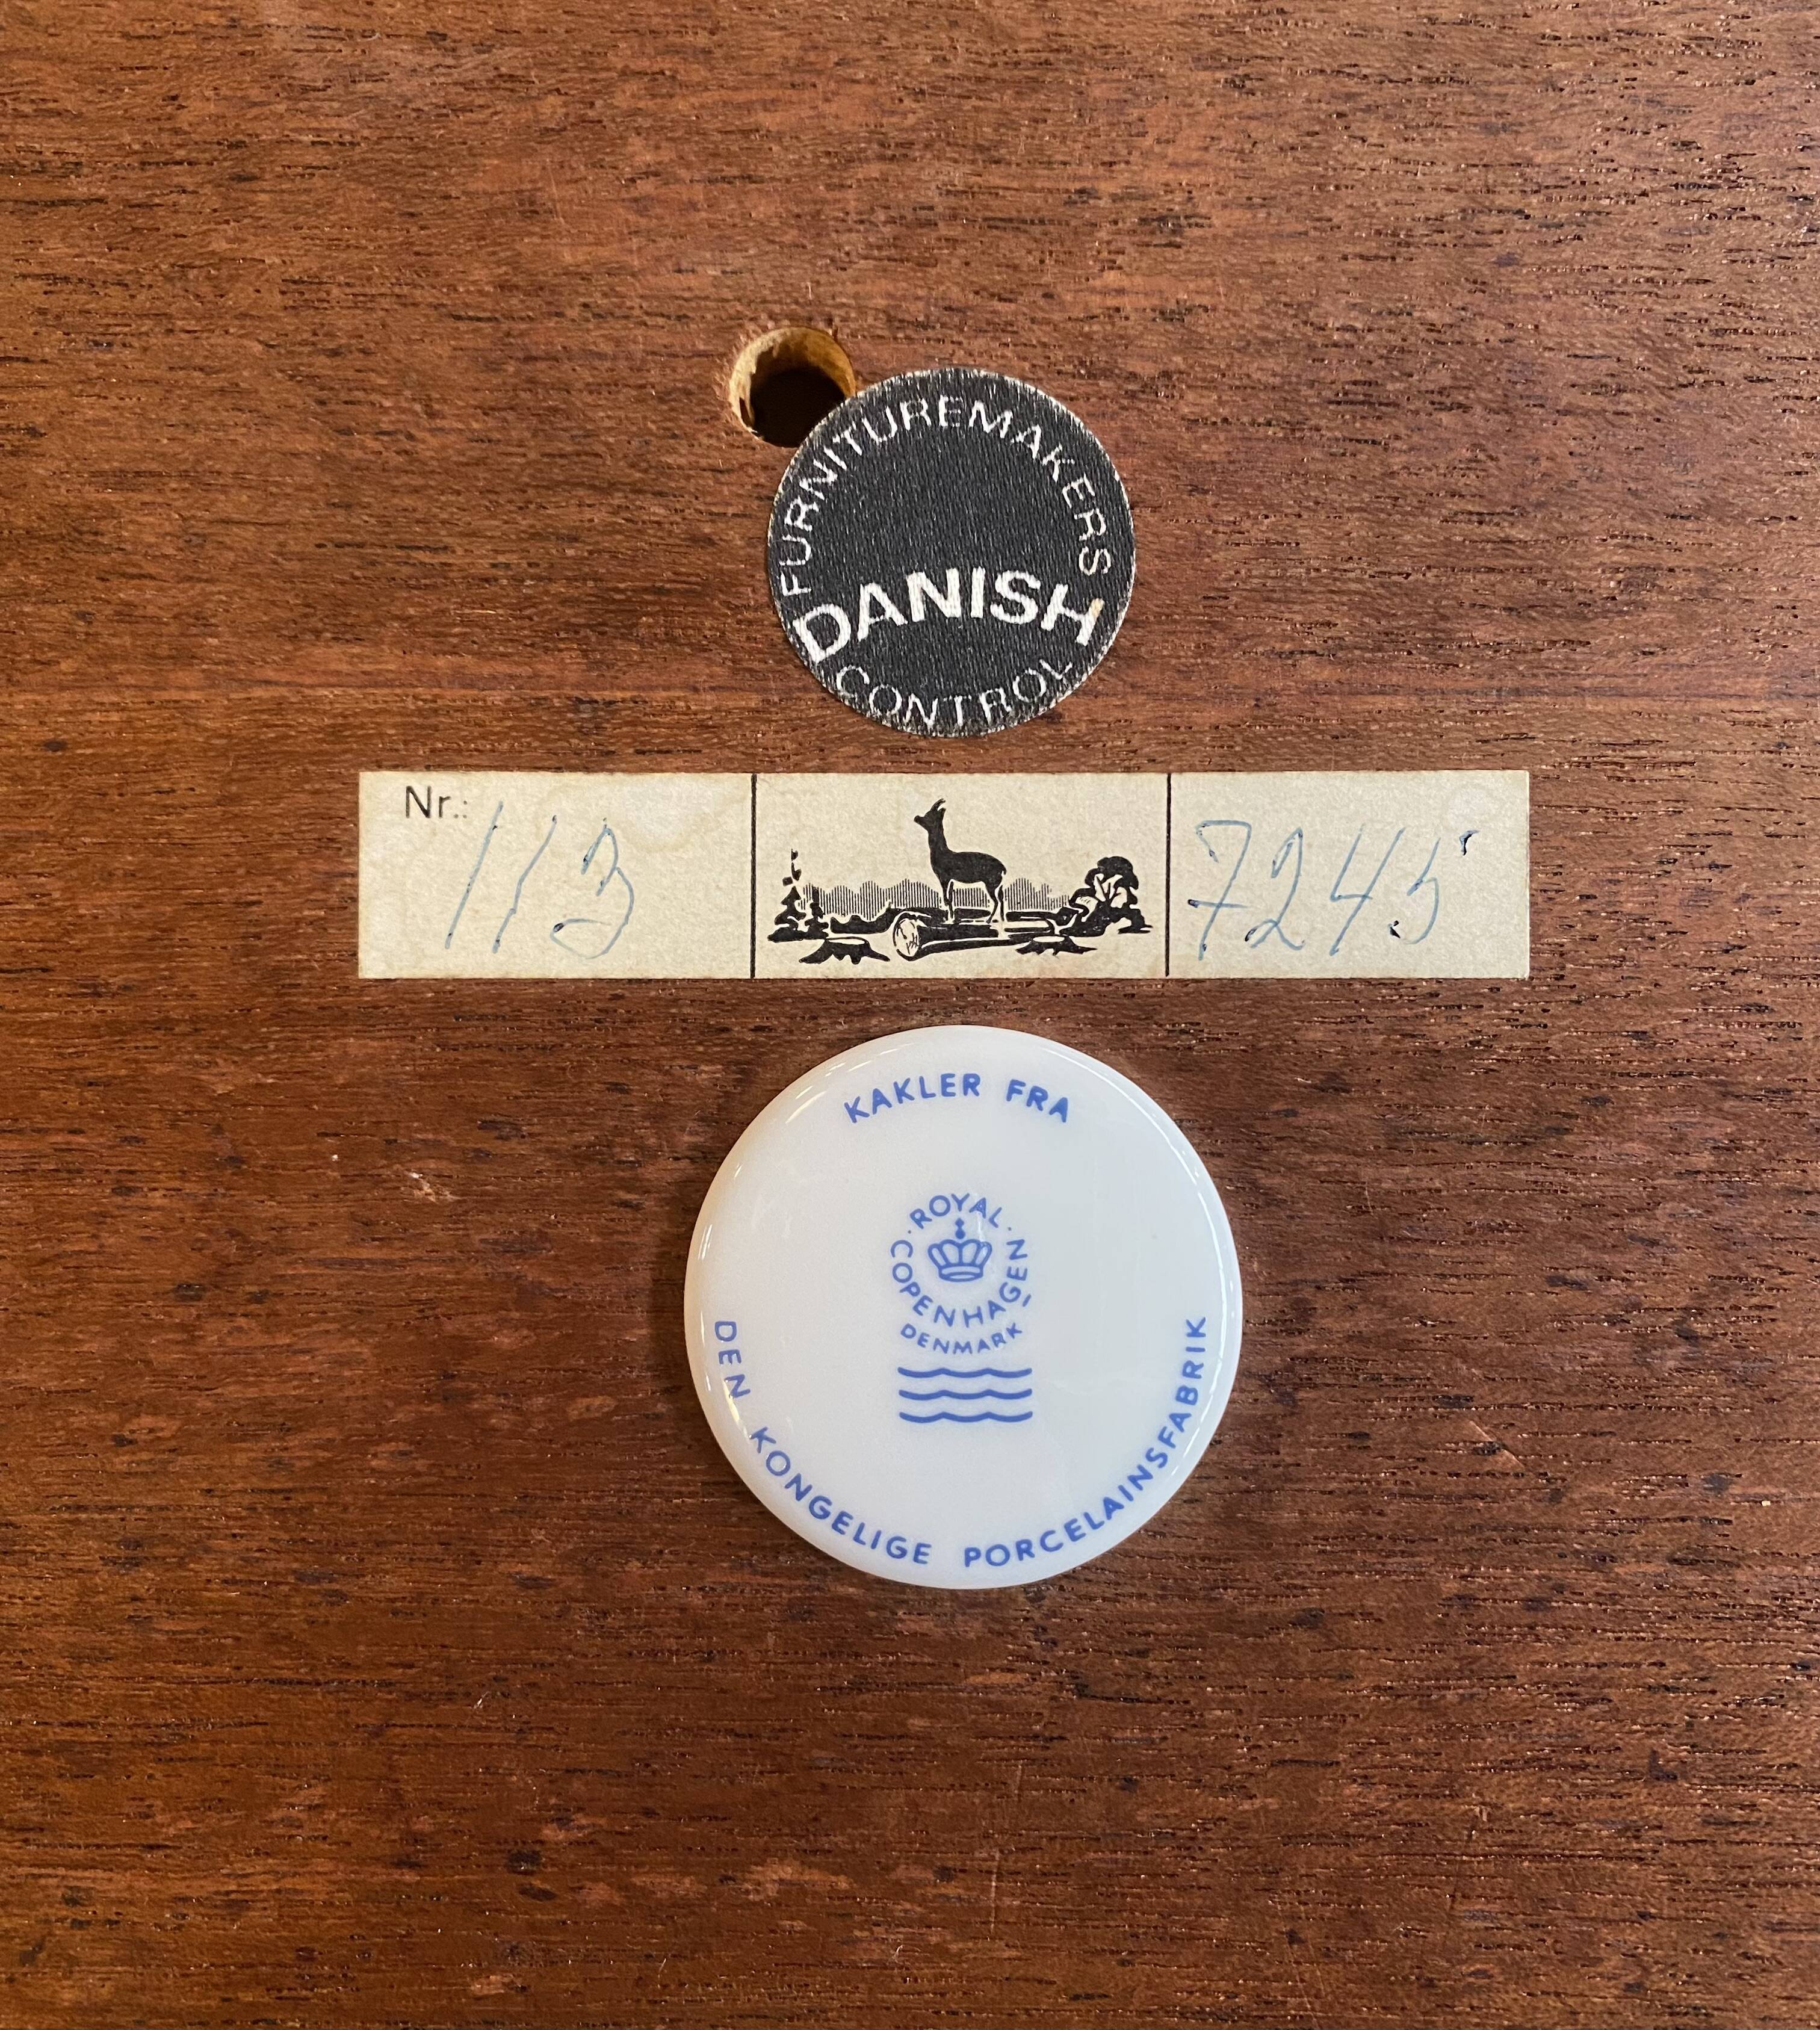 FURNITUREMAKERS
DANISH
CONTROL
Nr.: 113 7245
KAKLER FRA
· ROYAL ·
COPENHAGEN
DENMARK
DEN KONGELIGE PORCELAINSFABRIK